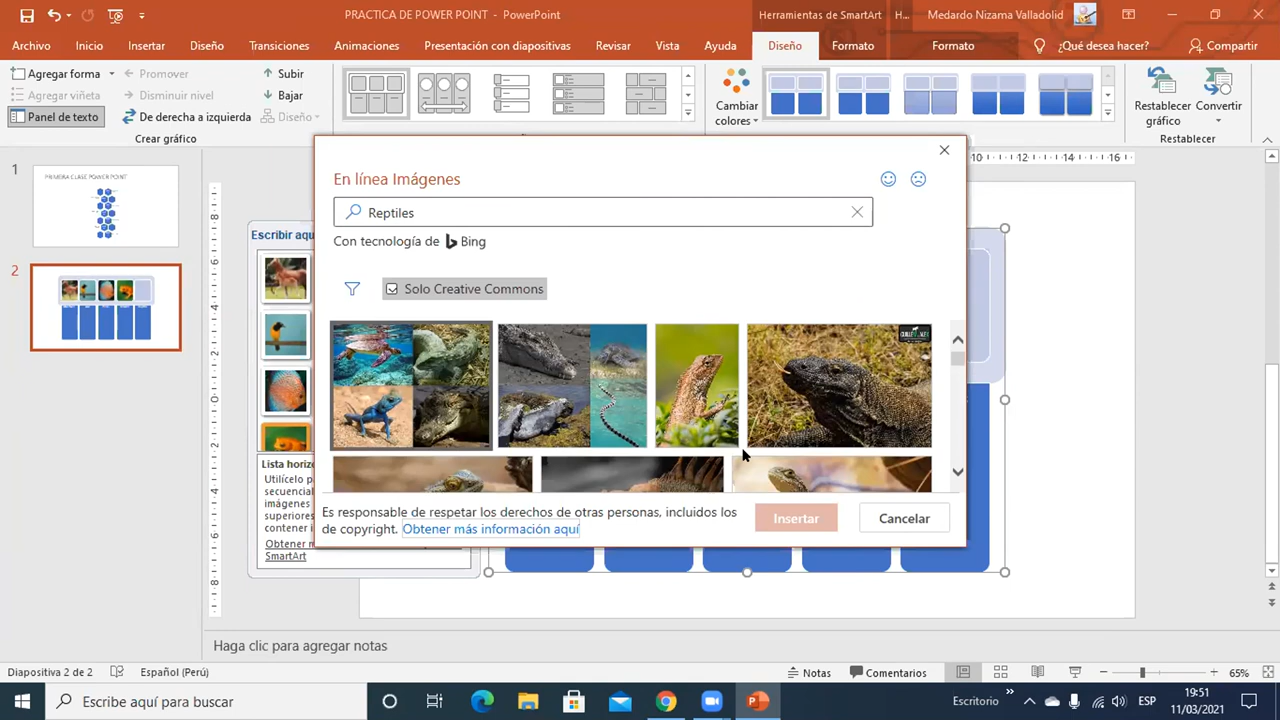 PRACTICA DE POWER POINT - PowerPoint
Herramientas de SmartArt
H...
Medardo Nizama Valladolid
Archivo Inicio Insertar Diseño Transiciones Animaciones Presentación con diapositivas Revisar Vista Ayuda Diseño Formato Formato ¿Qué desea hacer? Compartir
Agregar forma Promover Subir
Agregar viñeta Disminuir nivel Bajar
Panel de texto De derecha a izquierda Diseño
Crear gráfico
Cambiar
colores
Restablecer
gráfico
Convertir
Restablecer
1
PRIMERA CLASE POWER POINT
2
Escribir aqu
Lista horiz
Utilícelo p
secuencial
imágenes
superiores
contener i
Obtener m
SmartArt
En línea Imágenes
Reptiles
Con tecnología de Bing
Solo Creative Commons
Es responsable de respetar los derechos de otras personas, incluidos los
de copyright. Obtener más información aquí
Insertar Cancelar
10 12 14 16
Haga clic para agregar notas
Diapositiva 2 de 2 Español (Perú) Notas Comentarios 65%
Escribe aquí para buscar
Escritorio
ESP
19:51
11/03/2021